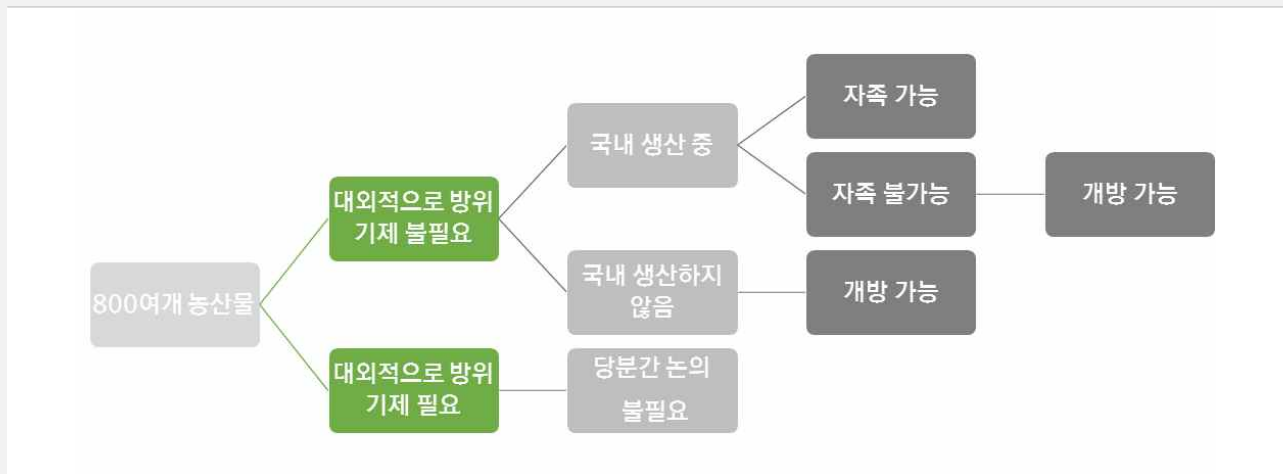 800여개 농산물
대외적으로 방위
기제 불필요
국내 생산 중
자족 가능
자족 불가능
개방 가능
국내 생산하지
않음
개방 가능
대외적으로 방위
기제 필요
당분간 논의
불필요